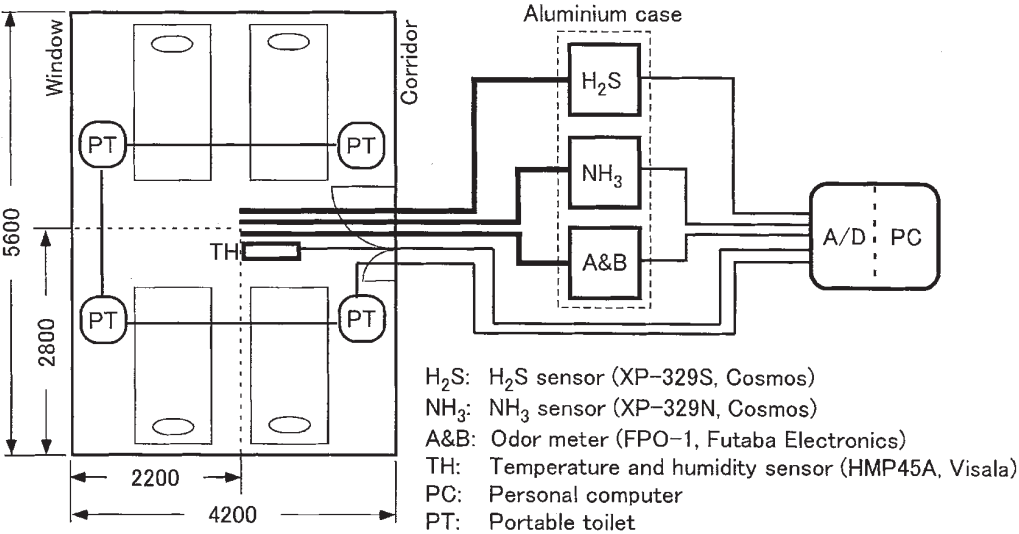 Aluminium case
Window
Corridor
H₂S
PT
PT
NH₃
5600
TH
A&B
A/D
PC
PT
PT
2800
2200
4200
H₂S: H₂S sensor (XP-329S, Cosmos)
NH₃: NH₃ sensor (XP-329N, Cosmos)
A&B: Odor meter (FPO-1, Futaba Electronics)
TH: Temperature and humidity sensor (HMP45A, Visala)
PC: Personal computer
PT: Portable toilet